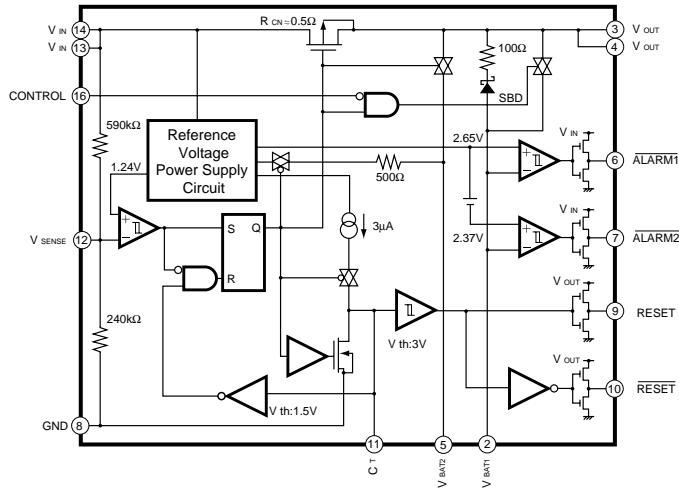 R CN ≈ 0.5Ω
V IN 14
V IN 13
3 V OUT
4 V OUT
100Ω
CONTROL 16
SBD
590kΩ
Reference
Voltage
Power Supply
Circuit
1.24V
2.65V
V IN
+
−
6 ALARM1
500Ω
3µA
V SENSE 12
+
−
S Q
R
2.37V
V IN
+
−
7 ALARM2
V OUT
9 RESET
240kΩ
V th:3V
V OUT
10 RESET
V th:1.5V
GND 8
11 5 2
C T
V BAT2
V BAT1